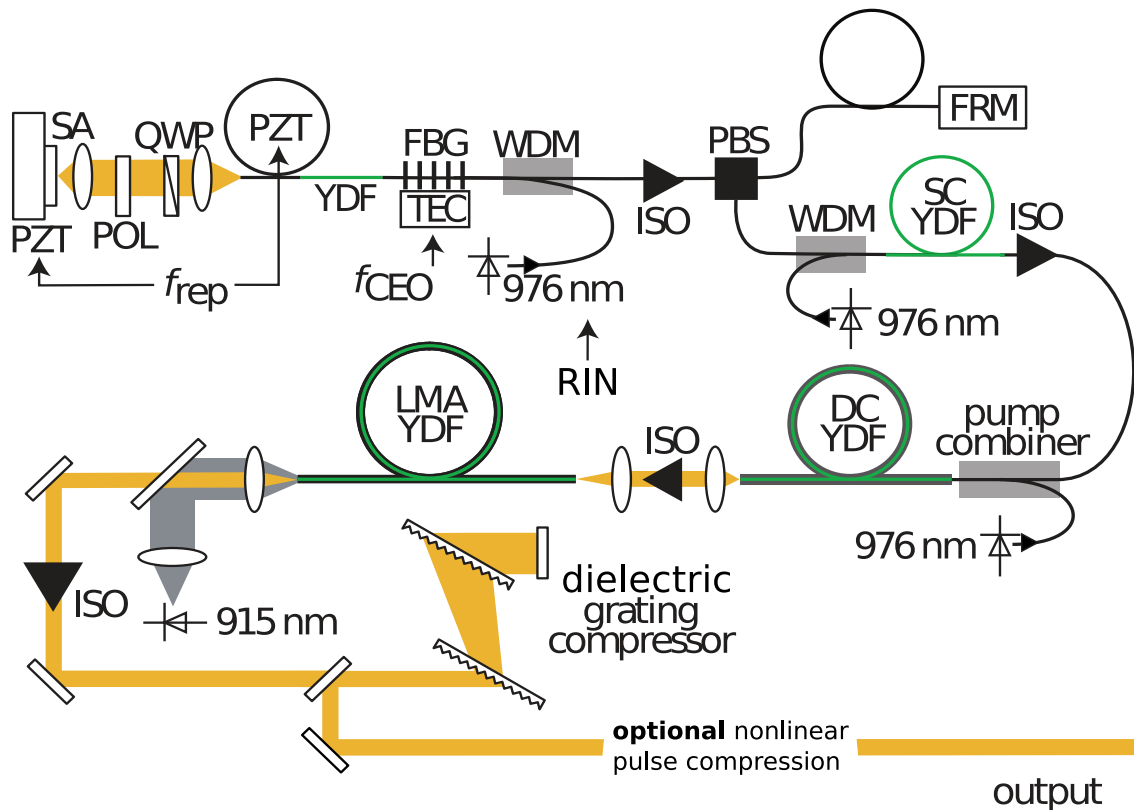 SA
QWP
PZT
FBG
WDM
PBS
FRM
YDF
TEC
ISO
WDM
SC
YDF
ISO
PZT
POL
frep
fCEO
976 nm
976 nm
RIN
LMA
YDF
ISO
DC
YDF
pump
combiner
976 nm
ISO
915 nm
dielectric
grating
compressor
optional nonlinear
pulse compression
output